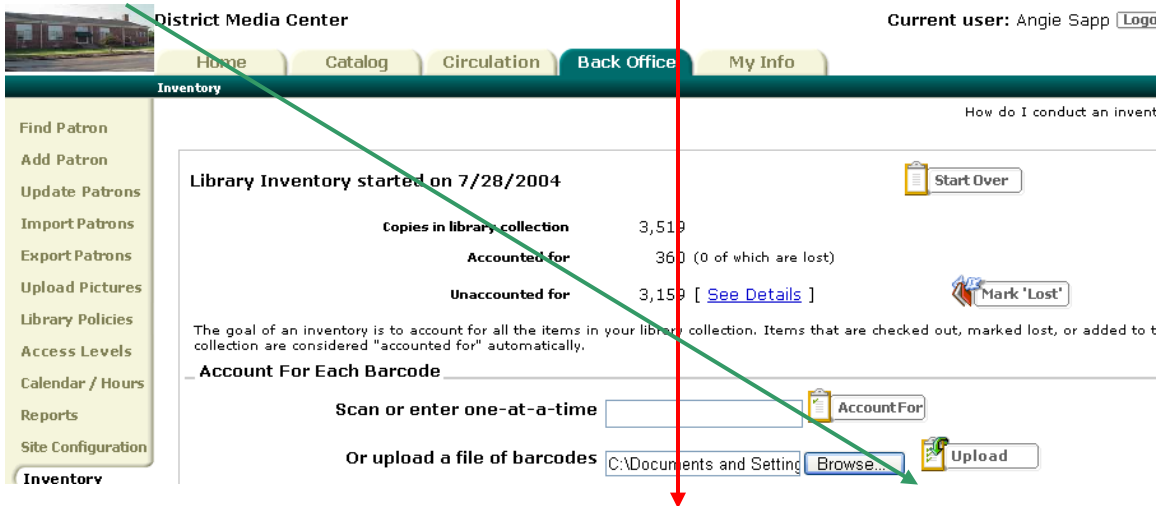 District Media Center
Current user: Angie Sapp Logo
Home Catalog Circulation Back Office My Info
Inventory
How do I conduct an invent
Find Patron
Add Patron
Update Patrons
Import Patrons
Export Patrons
Upload Pictures
Library Policies
Access Levels
Calendar / Hours
Reports
Site Configuration
Inventory
Library Inventory started on 7/28/2004
Start Over
Copies in library collection 3,519
Accounted for 360 (0 of which are lost)
Unaccounted for 3,159 [ See Details ]
Mark 'Lost'
The goal of an inventory is to account for all the items in your library collection. Items that are checked out, marked lost, or added to t
collection are considered "accounted for" automatically.
Account For Each Barcode
Scan or enter one-at-a-time
Account For
Or upload a file of barcodes C:\Documents and Setting Browse... Upload